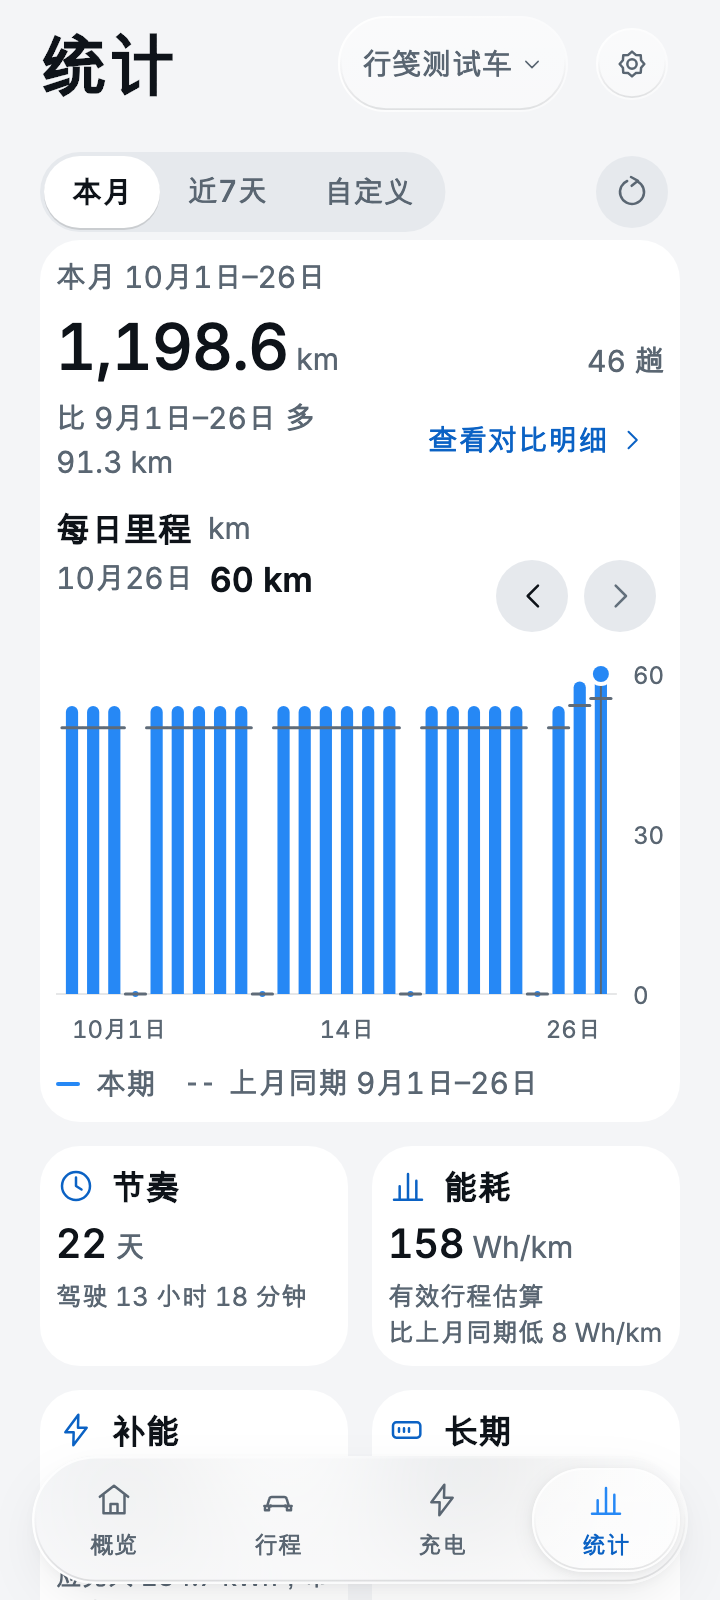 统计
行笺测试车
本月
近7天
自定义
本月 10月1日–26日
1,198.6 km
46 趟
比 9月1日–26日 多
91.3 km
查看对比明细
每日里程 km
10月26日 60 km
60
30
0
10月1日
14日
26日
本期
-- 上月同期 9月1日–26日
节奏
22 天
驾驶 13 小时 18 分钟
能耗
158 Wh/km
有效行程估算
比上月同期低 8 Wh/km
补能
长期
概览
行程
充电
统计